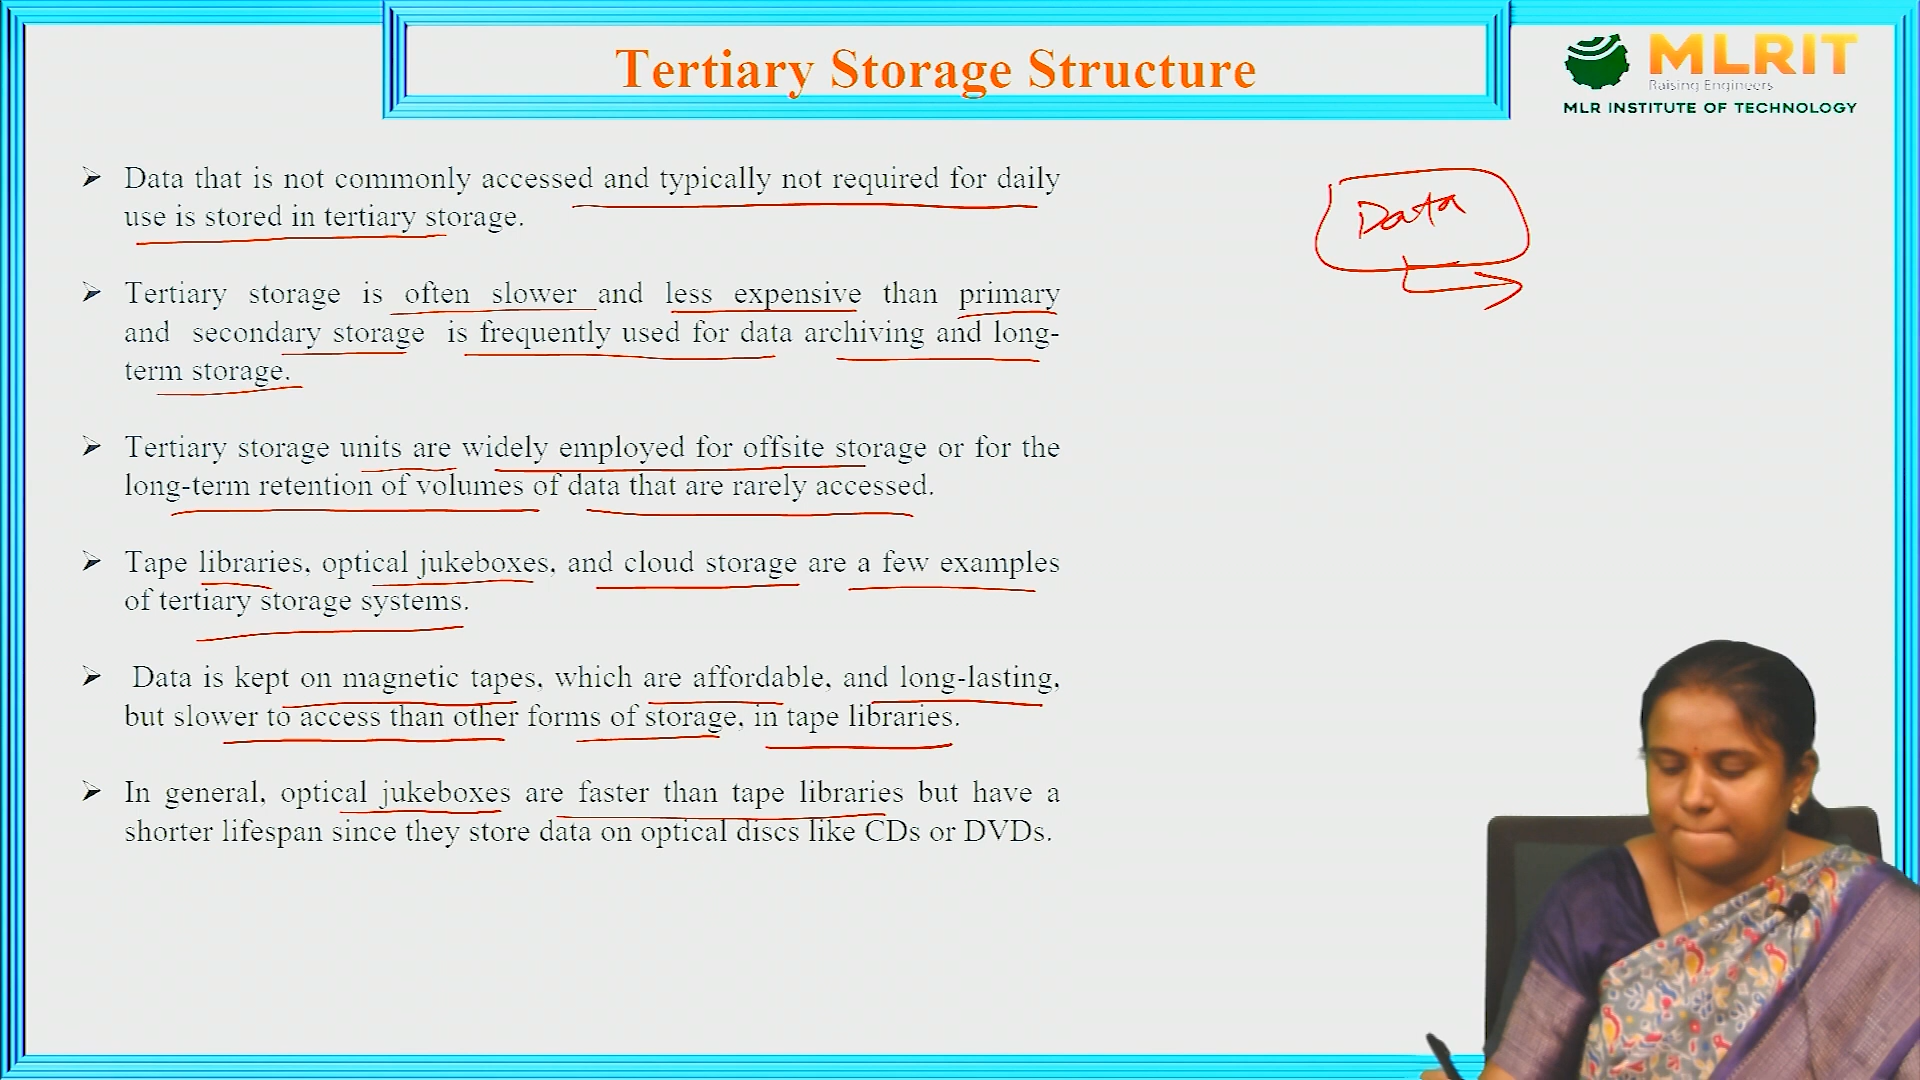 Tertiary Storage Structure
MLRIT
Raising Engineers
MLR INSTITUTE OF TECHNOLOGY
Data that is not commonly accessed and typically not required for daily
use is stored in tertiary storage.
Data
Tertiary storage is often slower and less expensive than primary
and secondary storage is frequently used for data archiving and long-
term storage.
Tertiary storage units are widely employed for offsite storage or for the
long-term retention of volumes of data that are rarely accessed.
Tape libraries, optical jukeboxes, and cloud storage are a few examples
of tertiary storage systems.
Data is kept on magnetic tapes, which are affordable, and long-lasting,
but slower to access than other forms of storage, in tape libraries.
In general, optical jukeboxes are faster than tape libraries but have a
shorter lifespan since they store data on optical discs like CDs or DVDs.